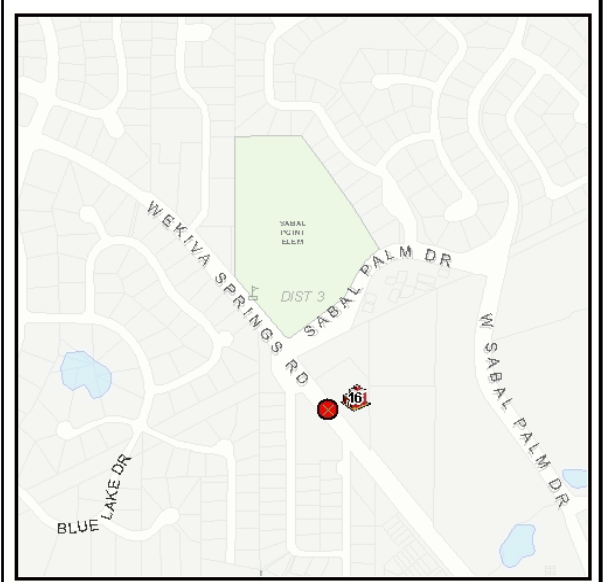 WEKIVA SPRINGS RD
SABAL
POINT
ELEM
DIST 3
SABAL PALM DR
W SABAL PALM DR
16
BLUE LAKE DR